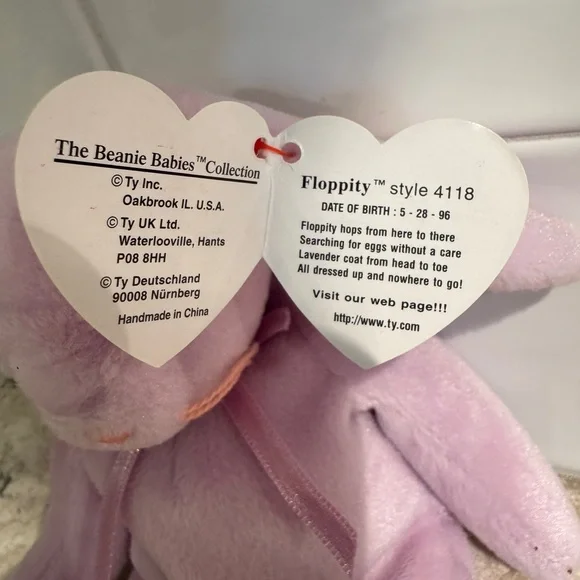 The Beanie Babies™Collection
©Ty Inc.
Oakbrook IL. U.S.A.
©Ty UK Ltd.
Waterlooville, Hants
P08 8HH
©Ty Deutschland
90008 Nürnberg
Handmade in China
Floppity™ style 4118
DATE OF BIRTH : 5 - 28 - 96
Floppity hops from here to there
Searching for eggs without a care
Lavender coat from head to toe
All dressed up and nowhere to go!
Visit our web page!!!
http://www.ty.com